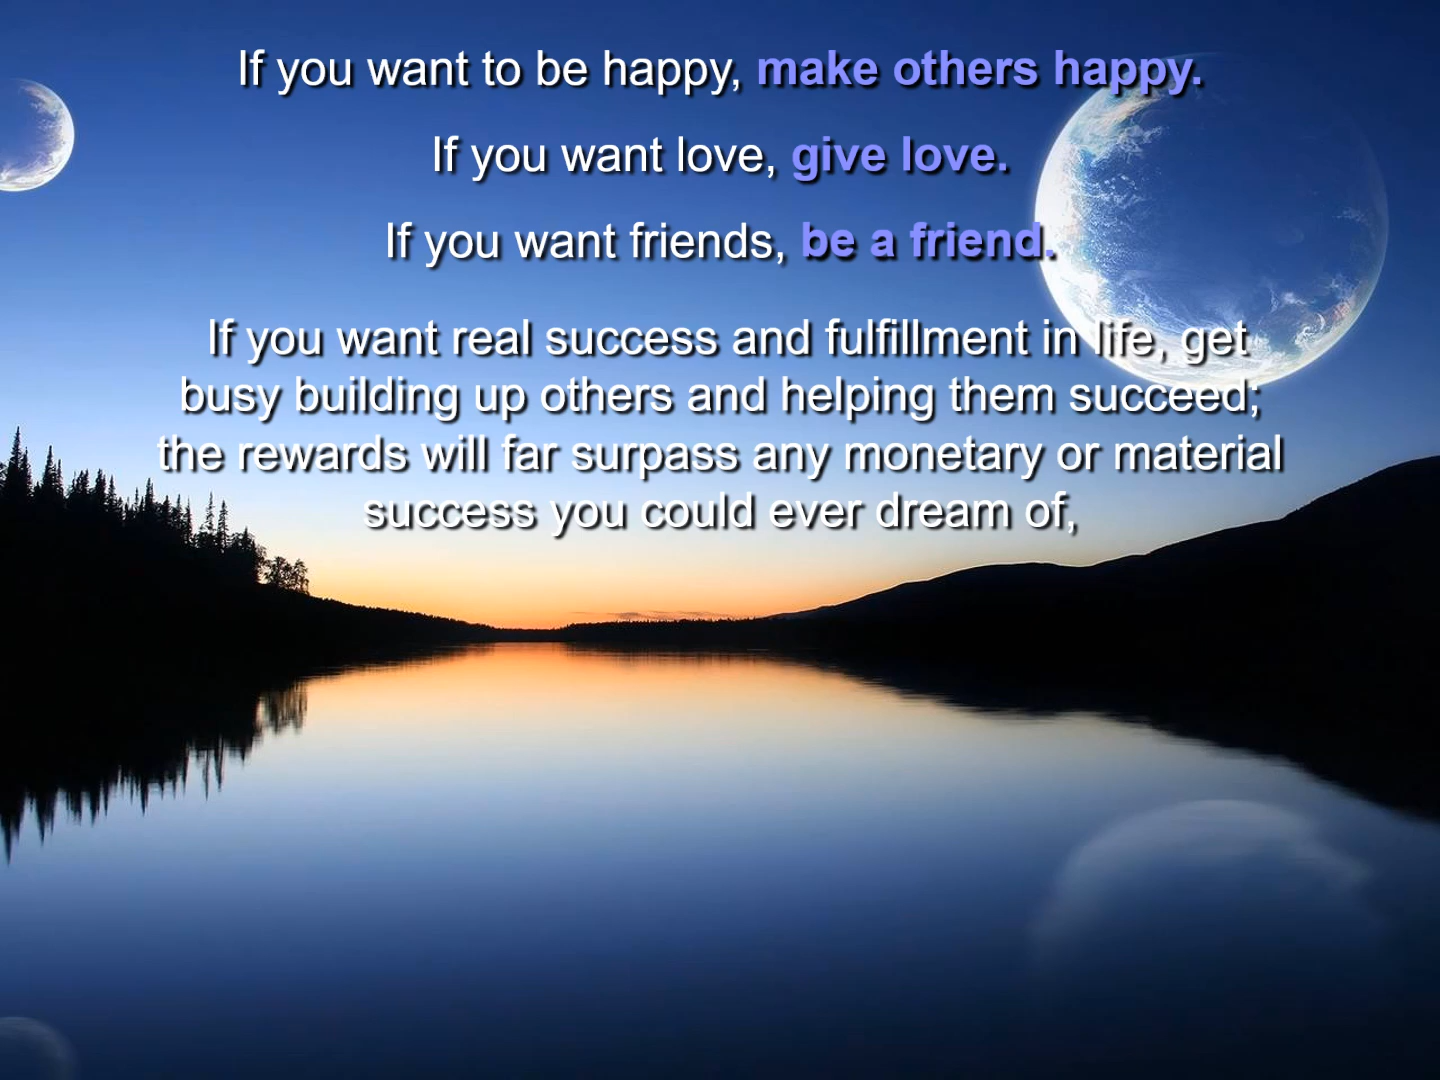 If you want to be happy, make others happy.
If you want love, give love.
If you want friends, be a friend.
If you want real success and fulfillment in life, get
busy building up others and helping them succeed;
the rewards will far surpass any monetary or material
success you could ever dream of,